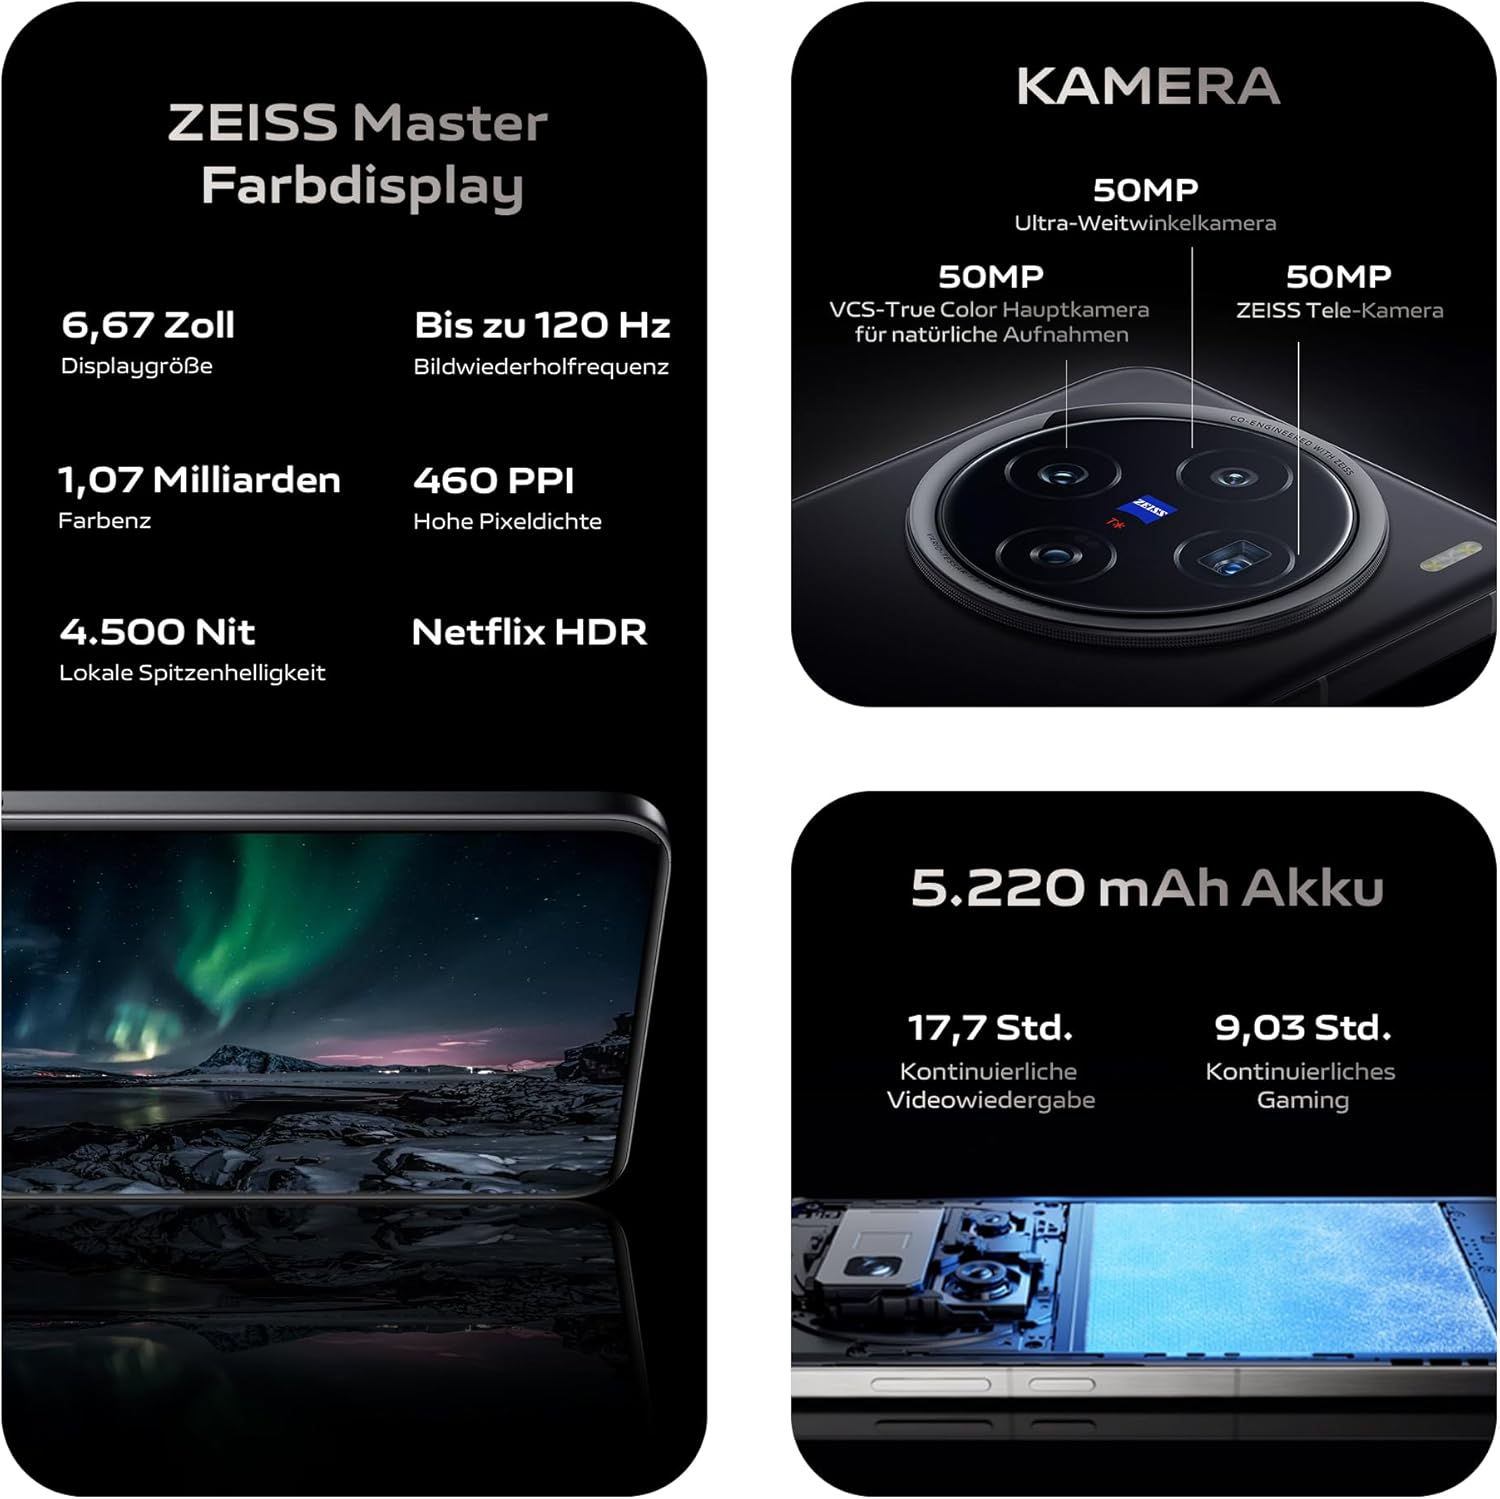 ZEISS Master
Farbdisplay
6,67 Zoll
Displaygröße
Bis zu 120 Hz
Bildwiederholfrequenz
1,07 Milliarden
Farbenz
460 PPI
Hohe Pixeldichte
4.500 Nit
Lokale Spitzenhelligkeit
Netflix HDR
KAMERA
50MP
Ultra-Weitwinkelkamera
50MP
VCS-True Color Hauptkamera
für natürliche Aufnahmen
50MP
ZEISS Tele-Kamera
CO-ENGINEERED WITH ZEISS
ZEISS
T*
5.220 mAh Akku
17,7 Std.
Kontinuierliche
Videowiedergabe
9,03 Std.
Kontinuierliches
Gaming